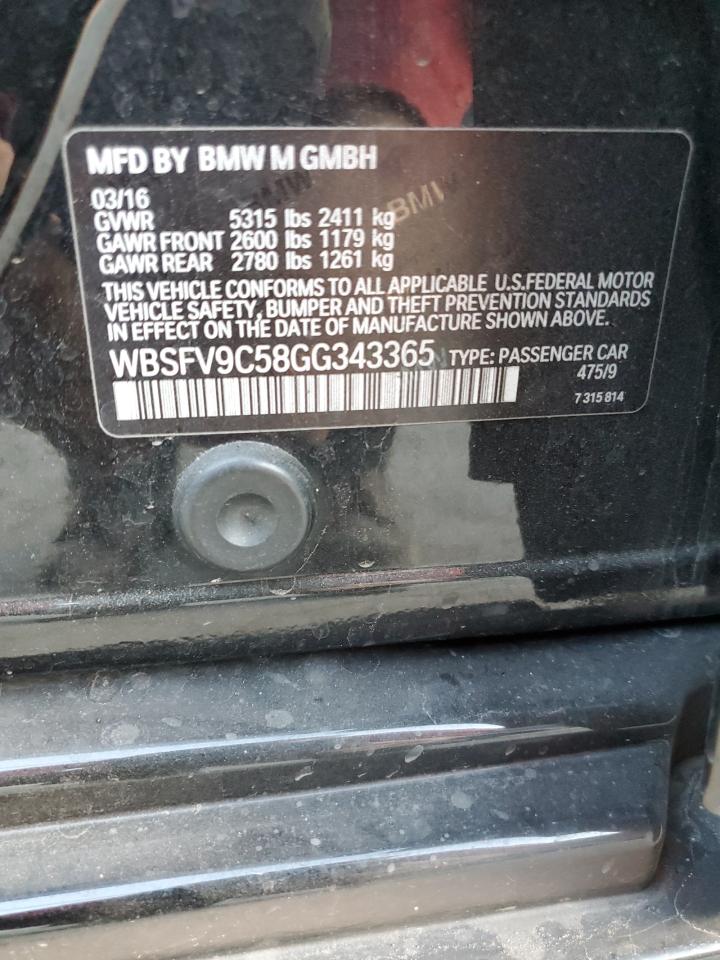 MFD BY BMW M GMBH
03/16
GVWR 5315 lbs 2411 kg
GAWR FRONT 2600 lbs 1179 kg
GAWR REAR 2780 lbs 1261 kg
THIS VEHICLE CONFORMS TO ALL APPLICABLE U.S.FEDERAL MOTOR
VEHICLE SAFETY, BUMPER AND THEFT PREVENTION STANDARDS
IN EFFECT ON THE DATE OF MANUFACTURE SHOWN ABOVE.
WBSFV9C58GG343365 TYPE: PASSENGER CAR
475/9
7 315 814